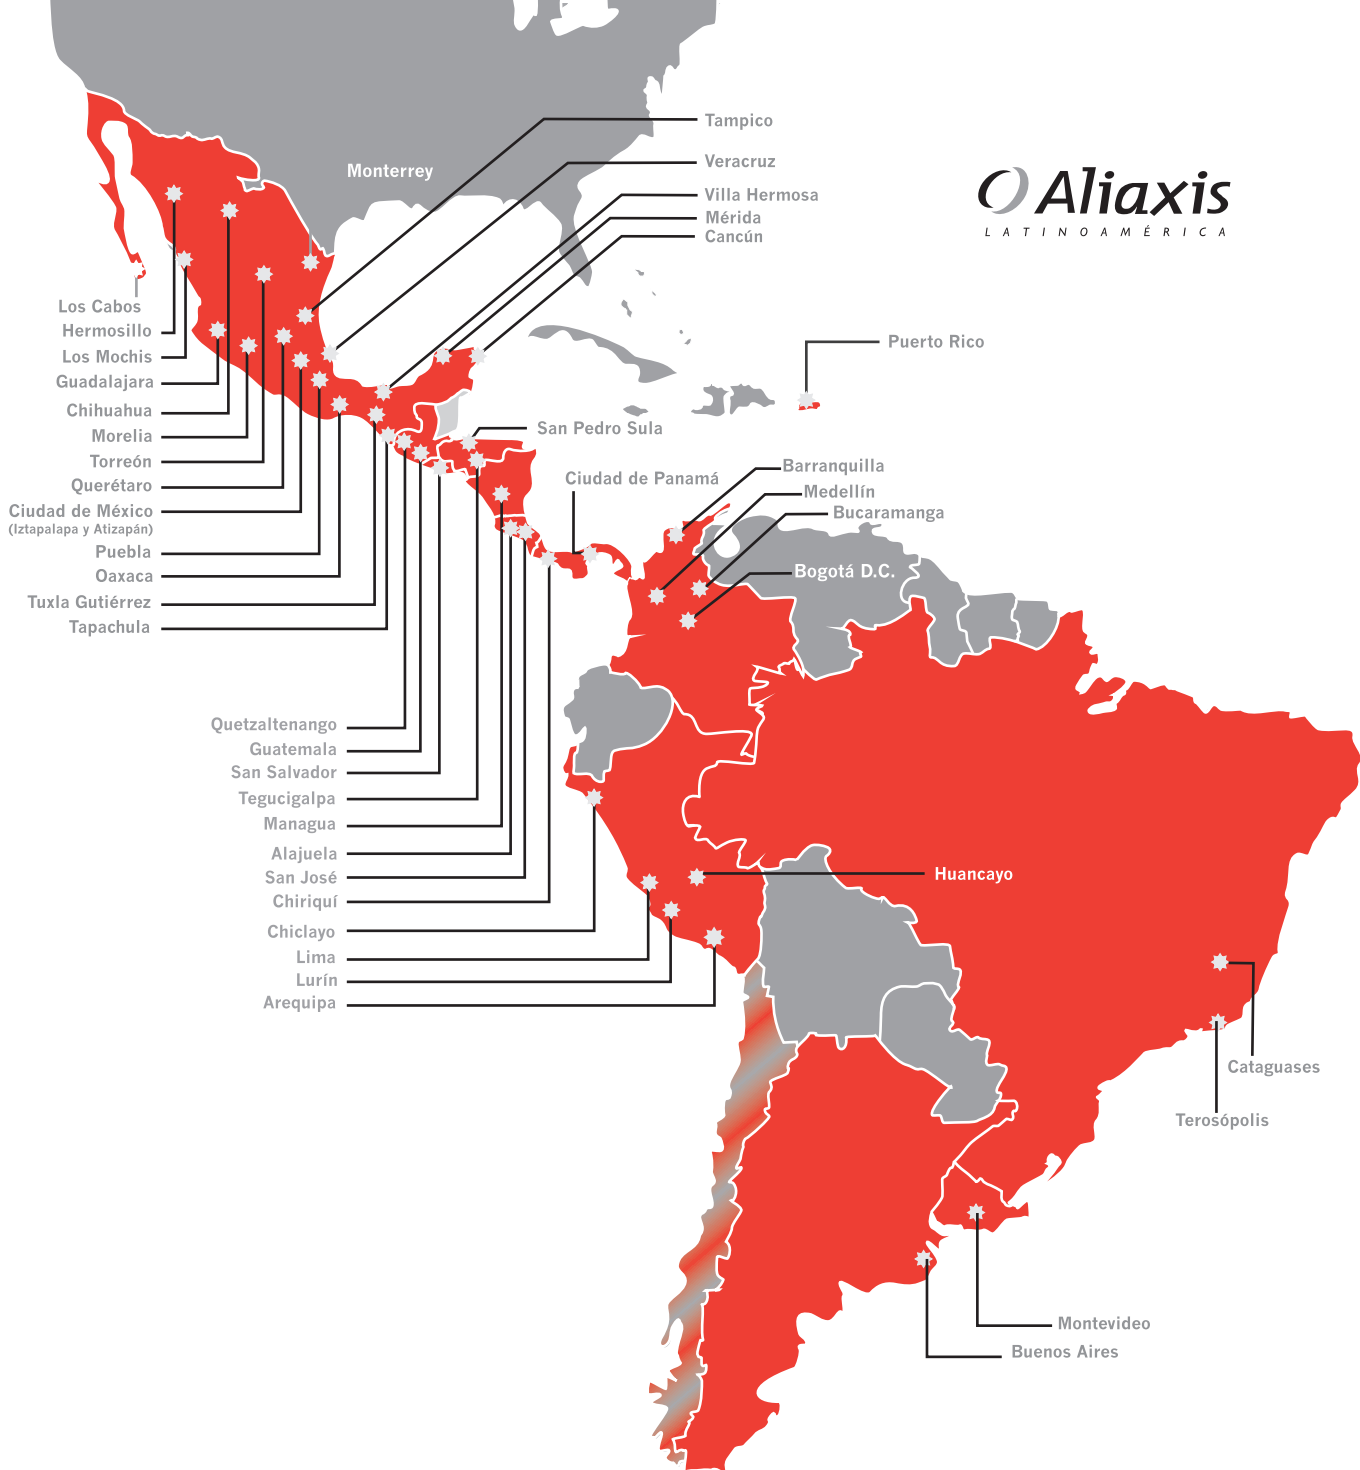 Tampico
Monterrey
Veracruz
Villa Hermosa
Mérida
Cancún
Aliaxis
LATINOAMÉRICA
Los Cabos
Hermosillo
Los Mochis
Guadalajara
Chihuahua
Morelia
Torreón
Querétaro
Ciudad de México
(Iztapalapa y Atizapán)
Puebla
Oaxaca
Tuxla Gutiérrez
Tapachula
Puerto Rico
San Pedro Sula
Ciudad de Panamá
Barranquilla
Medellín
Bucaramanga
Bogotá D.C.
Quetzaltenango
Guatemala
San Salvador
Tegucigalpa
Managua
Alajuela
San José
Chiriquí
Chiclayo
Lima
Lurín
Arequipa
Huancayo
Cataguases
Terosópolis
Montevideo
Buenos Aires